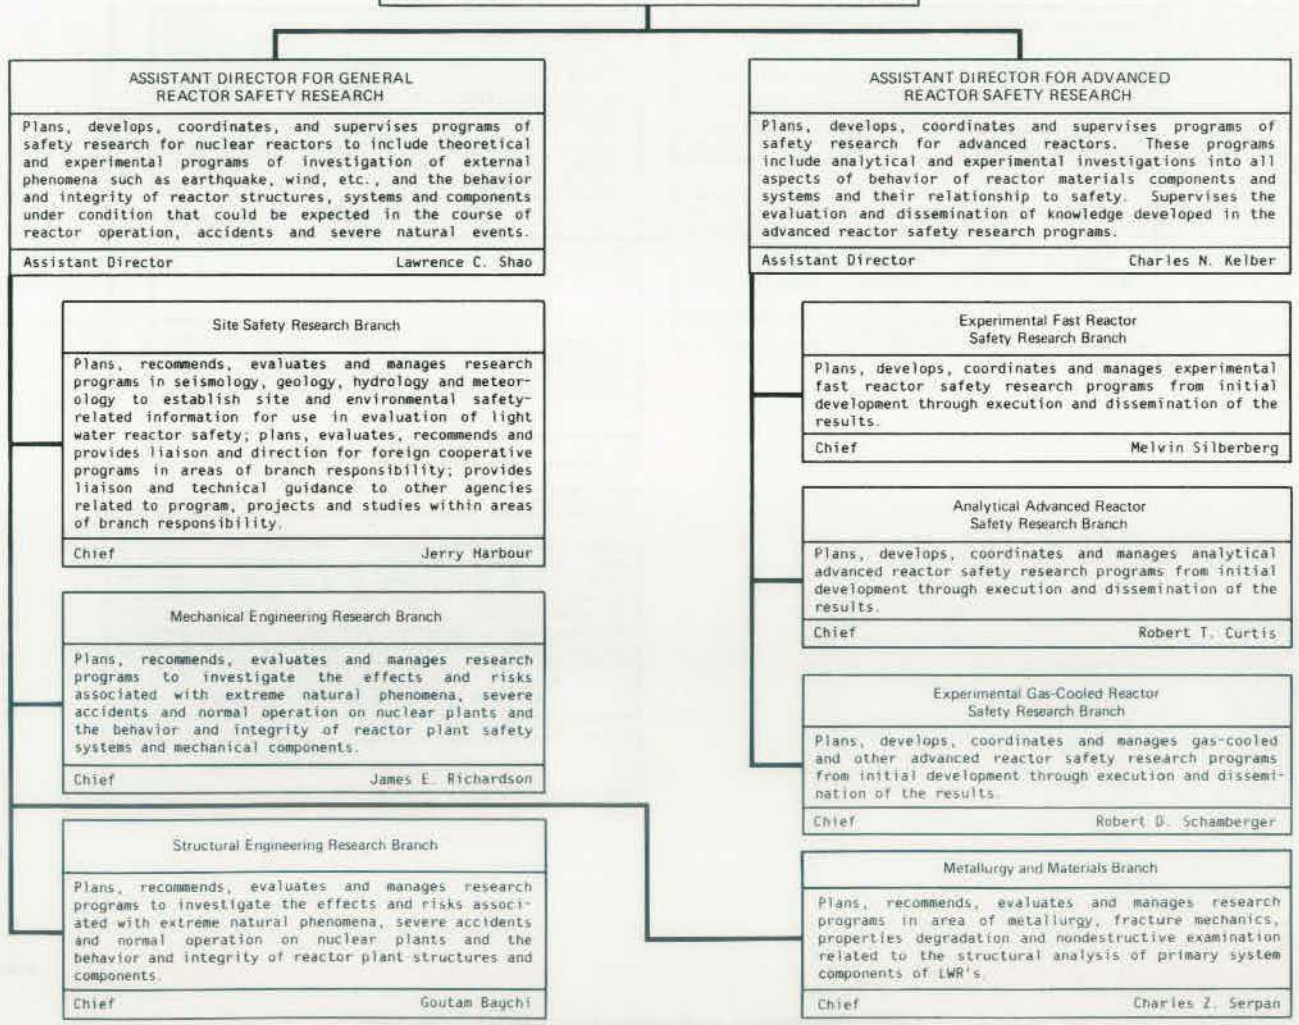 ASSISTANT DIRECTOR FOR GENERAL
REACTOR SAFETY RESEARCH
Plans, develops, coordinates, and supervises programs of
safety research for nuclear reactors to include theoretical
and experimental programs of investigation of external
phenomena such as earthquake, wind, etc., and the behavior
and integrity of reactor structures, systems and components
under condition that could be expected in the course of
reactor operation, accidents and severe natural events.
Assistant Director Lawrence C. Shao
Site Safety Research Branch
Plans, recommends, evaluates and manages research
programs in seismology, geology, hydrology and meteor-
ology to establish site and environmental safety-
related information for use in evaluation of light
water reactor safety; plans, evaluates, recommends and
provides liaison and direction for foreign cooperative
programs in areas of branch responsibility; provides
liaison and technical guidance to other agencies
related to program, projects and studies within areas
of branch responsibility.
Chief Jerry Harbour
Mechanical Engineering Research Branch
Plans, recommends, evaluates and manages research
programs to investigate the effects and risks
associated with extreme natural phenomena, severe
accidents and normal operation on nuclear plants and
the behavior and integrity of reactor plant safety
systems and mechanical components.
Chief James E. Richardson
Structural Engineering Research Branch
Plans, recommends, evaluates and manages research
programs to investigate the effects and risks associ-
ated with extreme natural phenomena, severe accidents
and normal operation on nuclear plants and the
behavior and integrity of reactor plant structures and
components.
Chief Goutam Bagchi
ASSISTANT DIRECTOR FOR ADVANCED
REACTOR SAFETY RESEARCH
Plans, develops, coordinates and supervises programs of
safety research for advanced reactors. These programs
include analytical and experimental investigations into all
aspects of behavior of reactor materials components and
systems and their relationship to safety. Supervises the
evaluation and dissemination of knowledge developed in the
advanced reactor safety research programs.
Assistant Director Charles N. Kelber
Experimental Fast Reactor
Safety Research Branch
Plans, develops, coordinates and manages experimental
fast reactor safety research programs from initial
development through execution and dissemination of the
results.
Chief Melvin Silberberg
Analytical Advanced Reactor
Safety Research Branch
Plans, develops, coordinates and manages analytical
advanced reactor safety research programs from initial
development through execution and dissemination of the
results.
Chief Robert T. Curtis
Experimental Gas-Cooled Reactor
Safety Research Branch
Plans, develops, coordinates and manages gas-cooled
and other advanced reactor safety research programs
from initial development through execution and dissemi-
nation of the results.
Chief Robert D. Schamberger
Metallurgy and Materials Branch
Plans, recommends, evaluates and manages research
programs in area of metallurgy, fracture mechanics,
properties degradation and nondestructive examination
related to the structural analysis of primary system
components of LWR's.
Chief Charles Z. Serpan